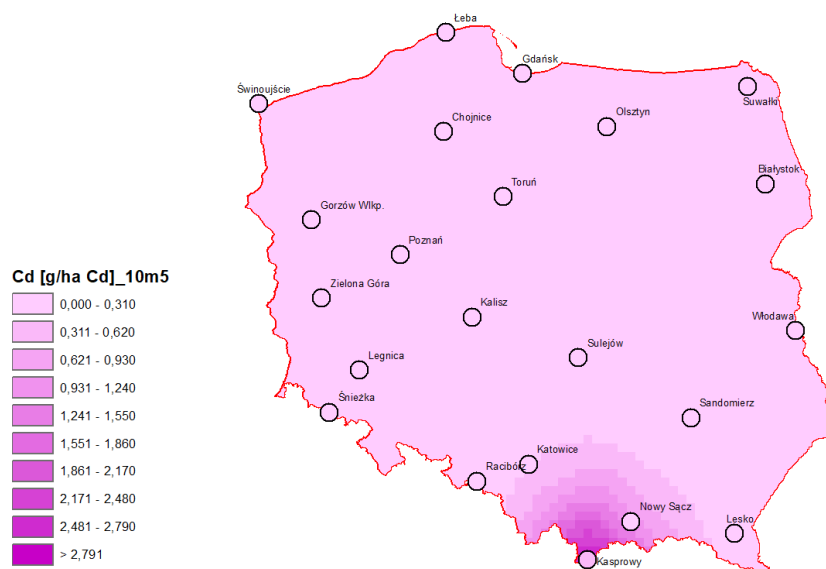 Łeba
Gdańsk
Świnoujście
Suwałki
Chojnice
Olsztyn
Białystok
Toruń
Gorzów Wlkp.
Poznań
Cd [g/ha Cd]_10m5
0,000 - 0,310
Zielona Góra
0,311 - 0,620
Kalisz
Włodawa
0,621 - 0,930
Sulejów
Legnica
0,931 - 1,240
Śnieżka
1,241 - 1,550
Sandomierz
1,551 - 1,860
Katowice
1,861 - 2,170
Racibórz
2,171 - 2,480
Nowy Sącz
2,481 - 2,790
Lesko
> 2,791
Kasprowy